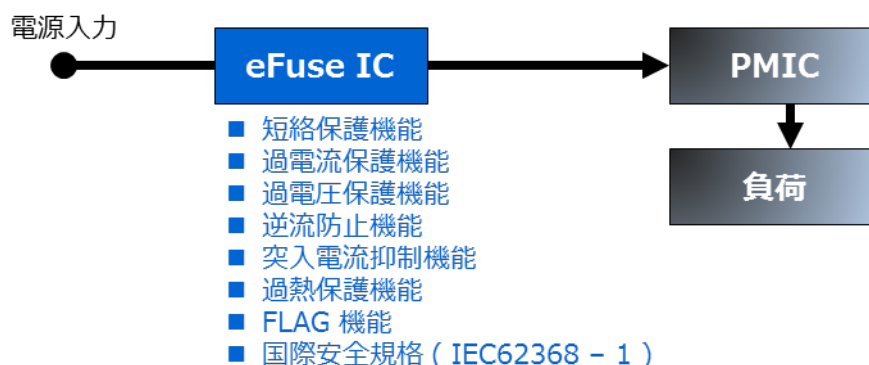 電源入力
eFuse IC
PMIC
■ 短絡保護機能
■ 過電流保護機能
■ 過電圧保護機能
負荷
■ 逆流防止機能
■ 突入電流抑制機能
■ 過熱保護機能
■ FLAG 機能
■ 国際安全規格 ( IEC62368 – 1 )